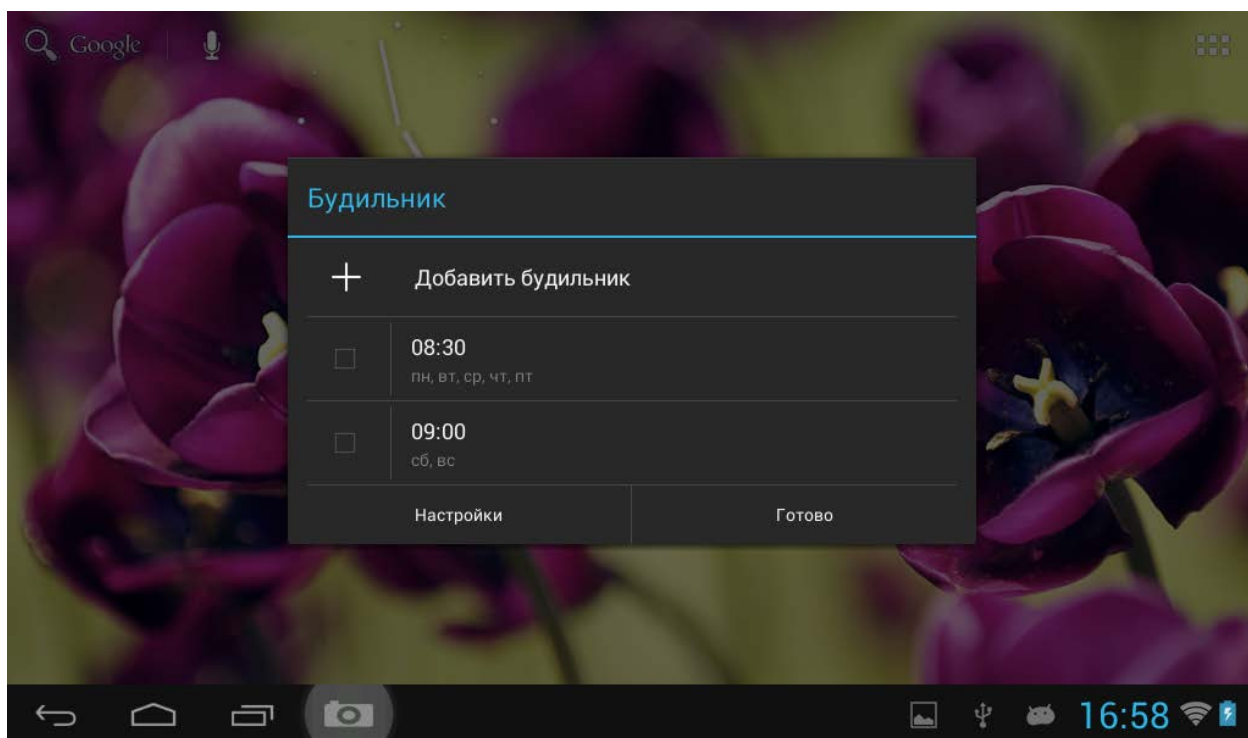 Google
Будильник
Добавить будильник
08:30
пн, вт, ср, чт, пт
09:00
сб, вс
Настройки
Готово
16:58